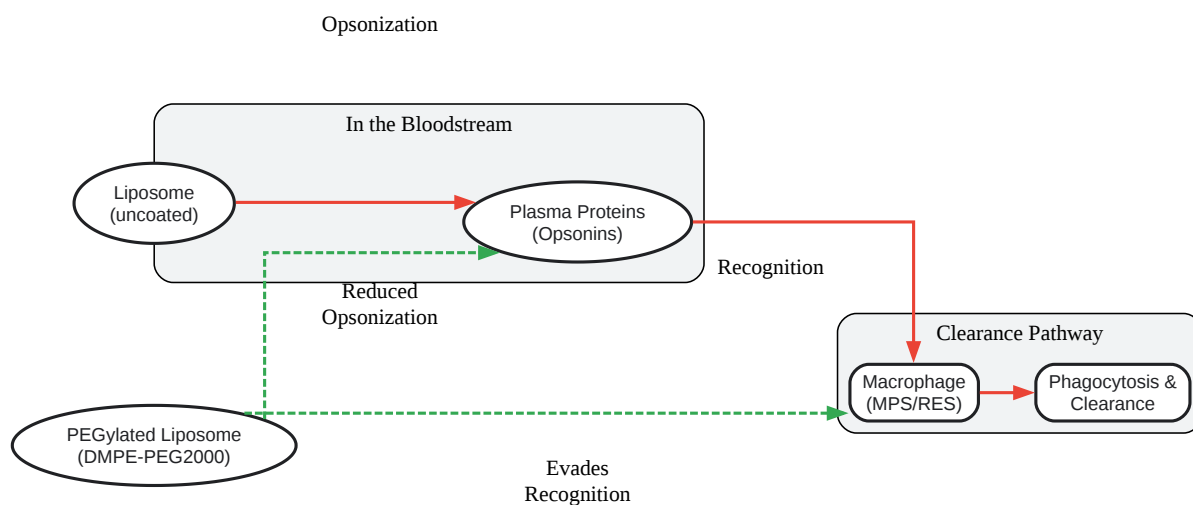 Opsonization
In the Bloodstream
Liposome
(uncoated)
Plasma Proteins
(Opsonins)
Recognition
Reduced
Opsonization
Clearance Pathway
Macrophage
(MPS/RES)
Phagocytosis &
Clearance
PEGylated Liposome
(DMPE-PEG2000)
Evades
Recognition